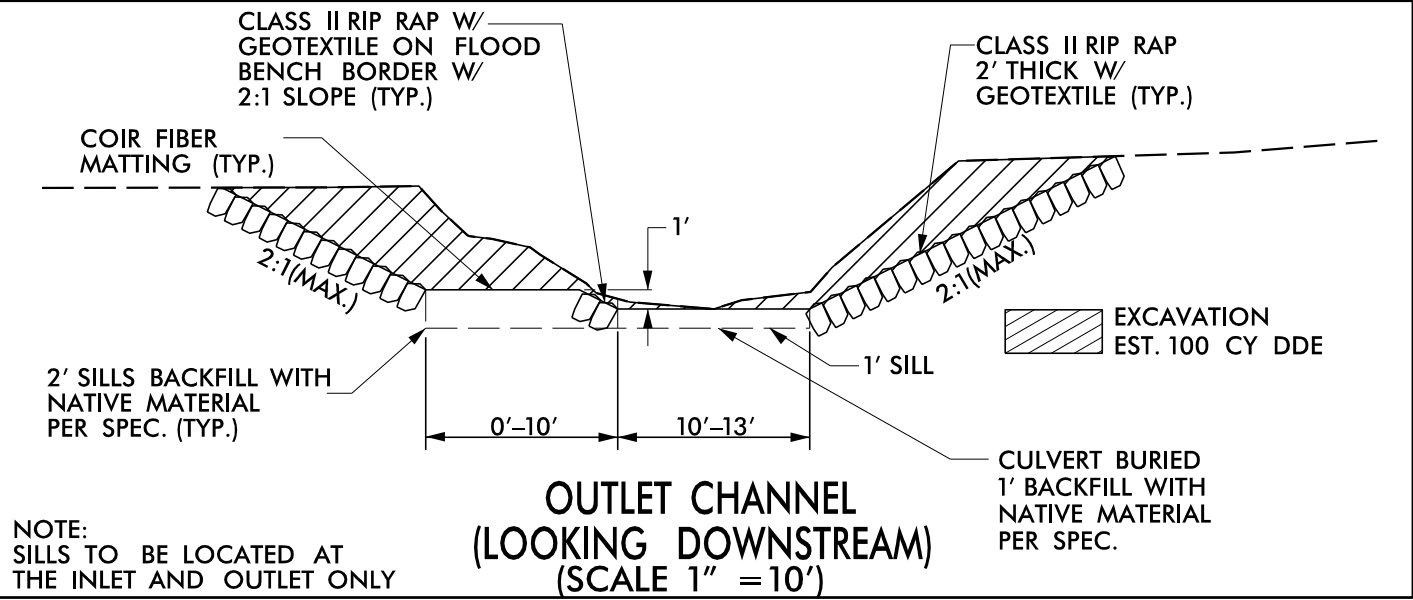 CLASS II RIP RAP W/
GEOTEXTILE ON FLOOD
BENCH BORDER W/
2:1 SLOPE (TYP.)
CLASS II RIP RAP
2' THICK W/
GEOTEXTILE (TYP.)
COIR FIBER
MATTING (TYP.)
1'
2:1(MAX.)
2:1(MAX.)
EXCAVATION
EST. 100 CY DDE
1' SILL
2' SILLS BACKFILL WITH
NATIVE MATERIAL
PER SPEC. (TYP.)
0'–10'
10'–13'
CULVERT BURIED
1' BACKFILL WITH
NATIVE MATERIAL
PER SPEC.
OUTLET CHANNEL
(LOOKING DOWNSTREAM)
(SCALE 1" =10')
NOTE:
SILLS TO BE LOCATED AT
THE INLET AND OUTLET ONLY